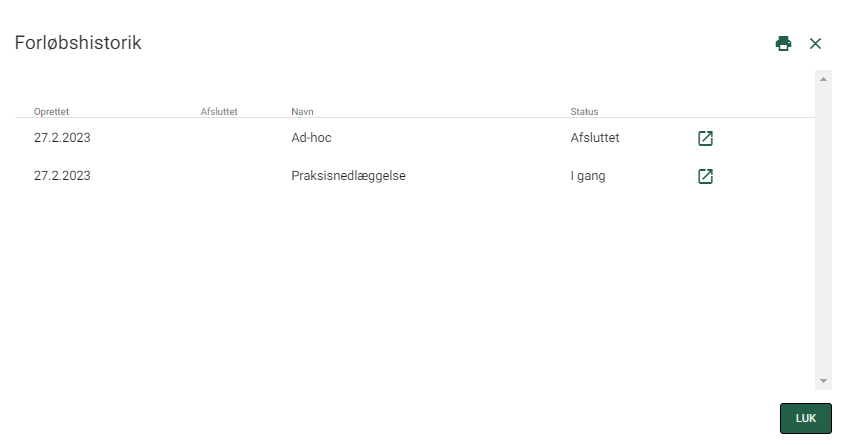 Forløbshistorik
Oprettet Afsluttet Navn Status
27.2.2023 Ad-hoc Afsluttet
27.2.2023 Praksisnedlæggelse I gang
LUK